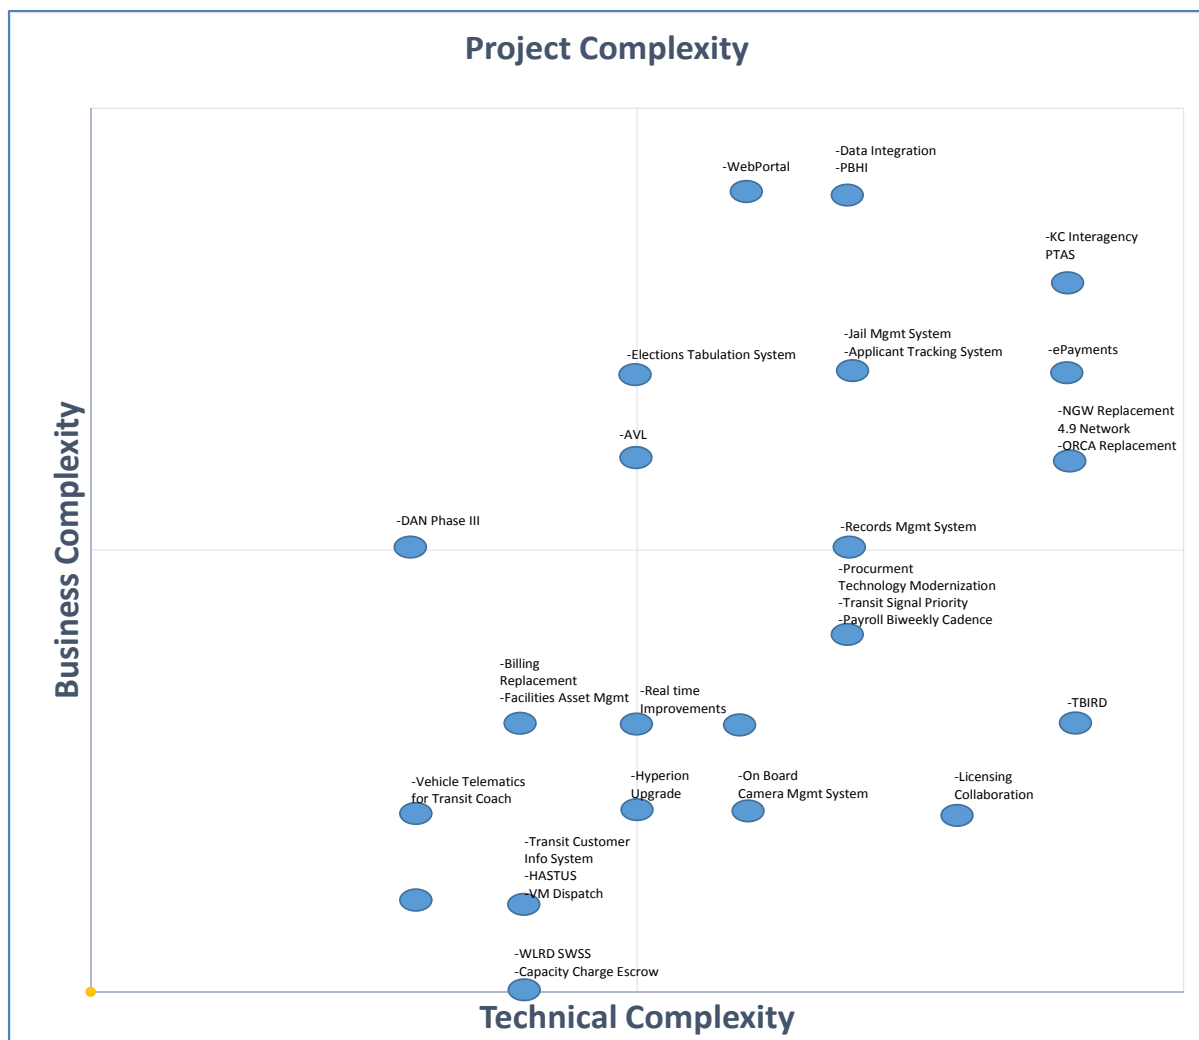 Project Complexity
-WebPortal
-Data Integration
-PBHI
-KC Interagency
PTAS
-Jail Mgmt System
-Applicant Tracking System
-Elections Tabulation System
-ePayments
-NGW Replacement
4.9 Network
-ORCA Replacement
-AVL
-DAN Phase III
-Records Mgmt System
-Procurment
Technology Modernization
-Transit Signal Priority
-Payroll Biweekly Cadence
-Billing
Replacement
-Facilities Asset Mgmt
-Real time
Improvements
-TBIRD
-Vehicle Telematics
for Transit Coach
-Hyperion
Upgrade
-On Board
Camera Mgmt System
-Licensing
Collaboration
-Transit Customer
Info System
-HASTUS
-VM Dispatch
-WLRD SWSS
-Capacity Charge Escrow
Business Complexity
Technical Complexity